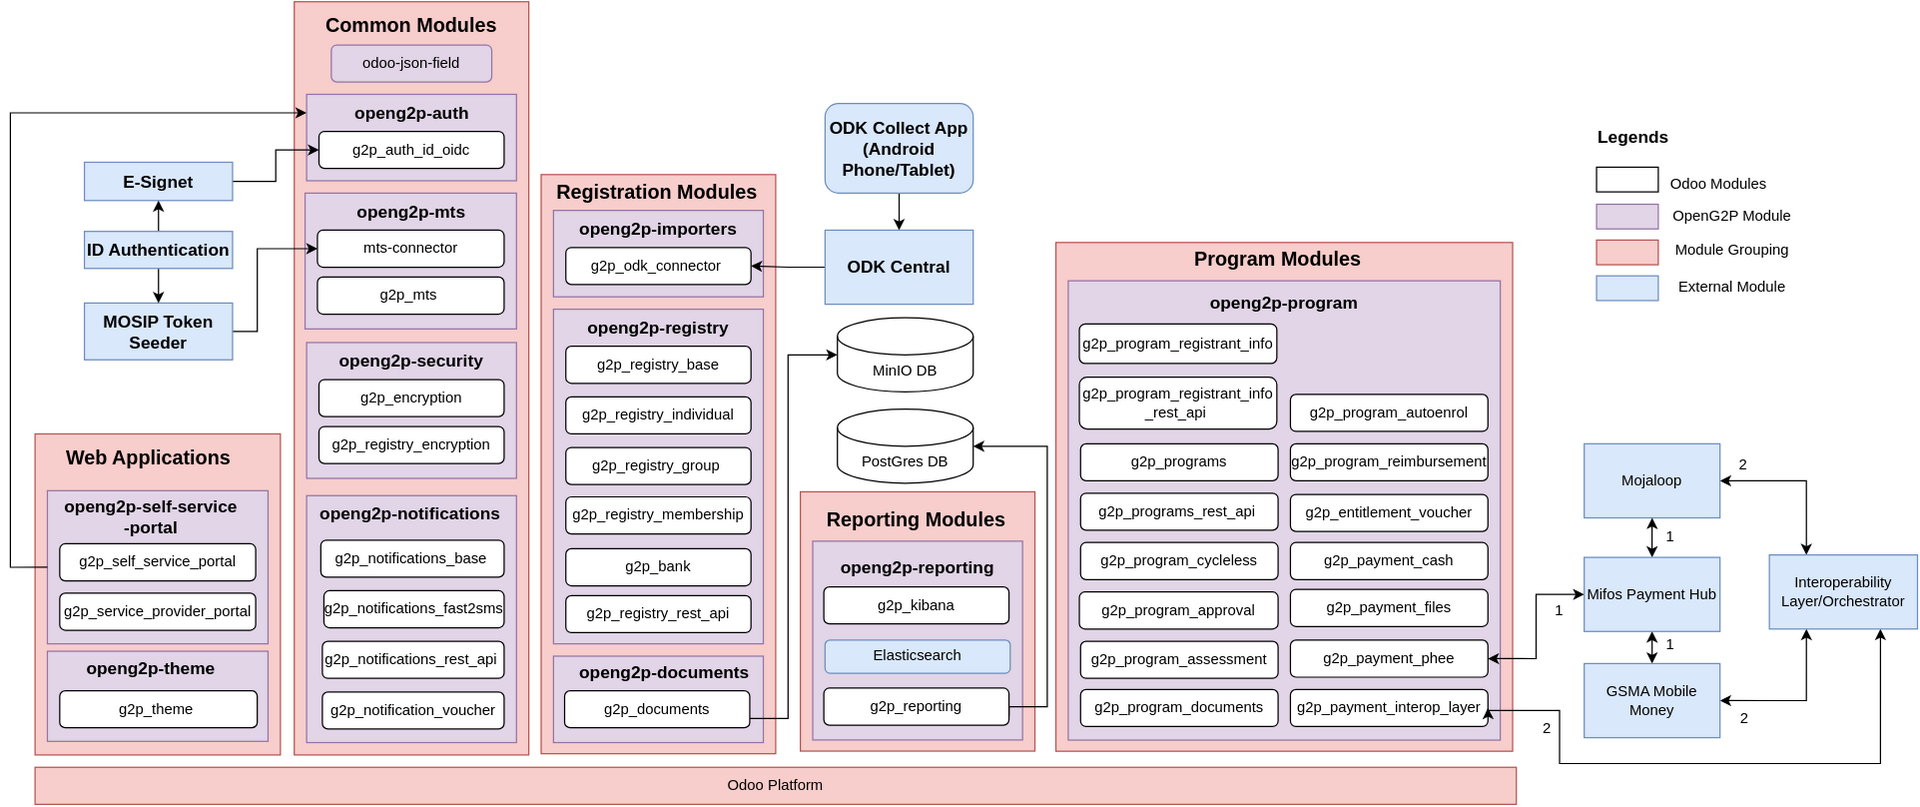 Common Modules
odoo-json-field
openg2p-auth
g2p_auth_id_oidc
openg2p-mts
mts-connector
g2p_mts
openg2p-security
g2p_encryption
g2p_registry_encryption
openg2p-notifications
g2p_notifications_base
g2p_notifications_fast2sms
g2p_notifications_rest_api
g2p_notification_voucher
E-Signet
ID Authentication
MOSIP Token
Seeder
Web Applications
openg2p-self-service
-portal
g2p_self_service_portal
g2p_service_provider_portal
openg2p-theme
g2p_theme
Registration Modules
openg2p-importers
g2p_odk_connector
openg2p-registry
g2p_registry_base
g2p_registry_individual
g2p_registry_group
g2p_registry_membership
g2p_bank
g2p_registry_rest_api
openg2p-documents
g2p_documents
ODK Collect App
(Android
Phone/Tablet)
ODK Central
MinIO DB
PostGres DB
Reporting Modules
openg2p-reporting
g2p_kibana
Elasticsearch
g2p_reporting
Program Modules
openg2p-program
g2p_program_registrant_info
g2p_program_registrant_info
_rest_api
g2p_programs
g2p_programs_rest_api
g2p_program_cycleless
g2p_program_approval
g2p_program_assessment
g2p_program_documents
g2p_program_autoenrol
g2p_program_reimbursement
g2p_entitlement_voucher
g2p_payment_cash
g2p_payment_files
g2p_payment_phee
g2p_payment_interop_layer
Legends
Odoo Modules
OpenG2P Module
Module Grouping
External Module
Mojaloop
2
1
Mifos Payment Hub
1
1
GSMA Mobile
Money
2
2
Interoperability
Layer/Orchestrator
Odoo Platform